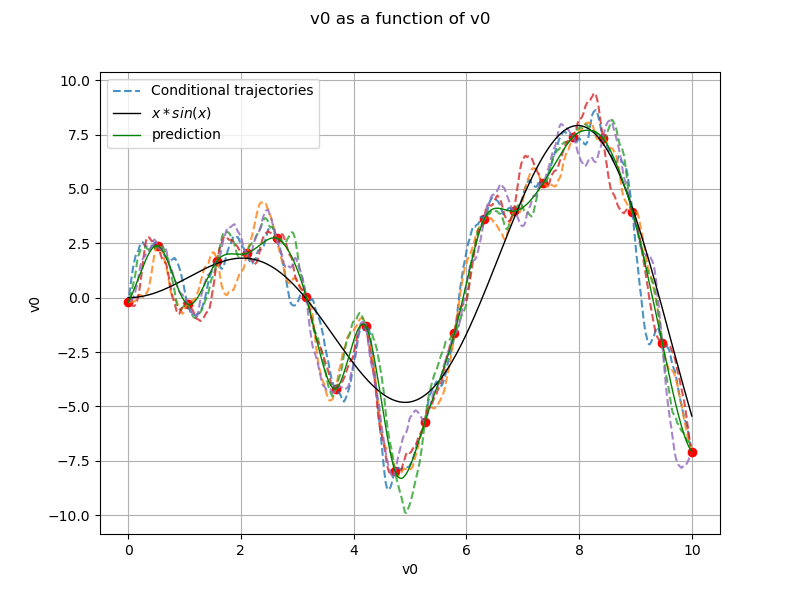 v0 as a function of v0
Conditional trajectories
x * sin(x)
prediction
10.0
7.5
5.0
2.5
0.0
−2.5
−5.0
−7.5
−10.0
v0
0 2 4 6 8 10
v0